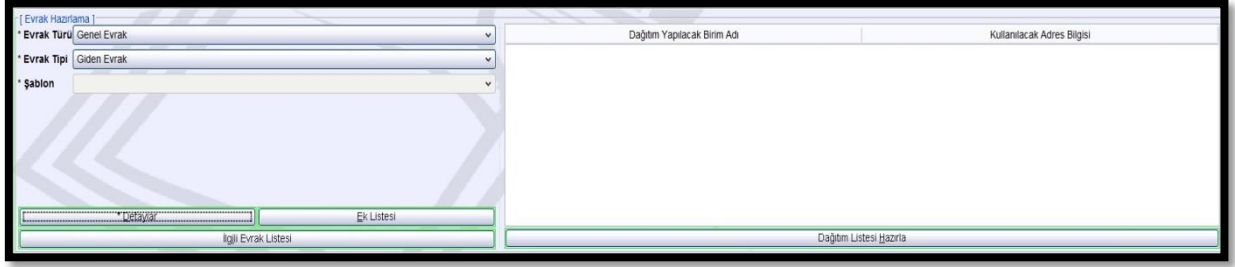 [ Evrak Hazırlama ]
* Evrak Türü Genel Evrak
* Evrak Tipi Giden Evrak
* Şablon
* Detaylar Ek Listesi
İlgili Evrak Listesi
Dağıtım Yapılacak Birim Adı Kullanılacak Adres Bilgisi
Dağıtım Listesi Hazırla